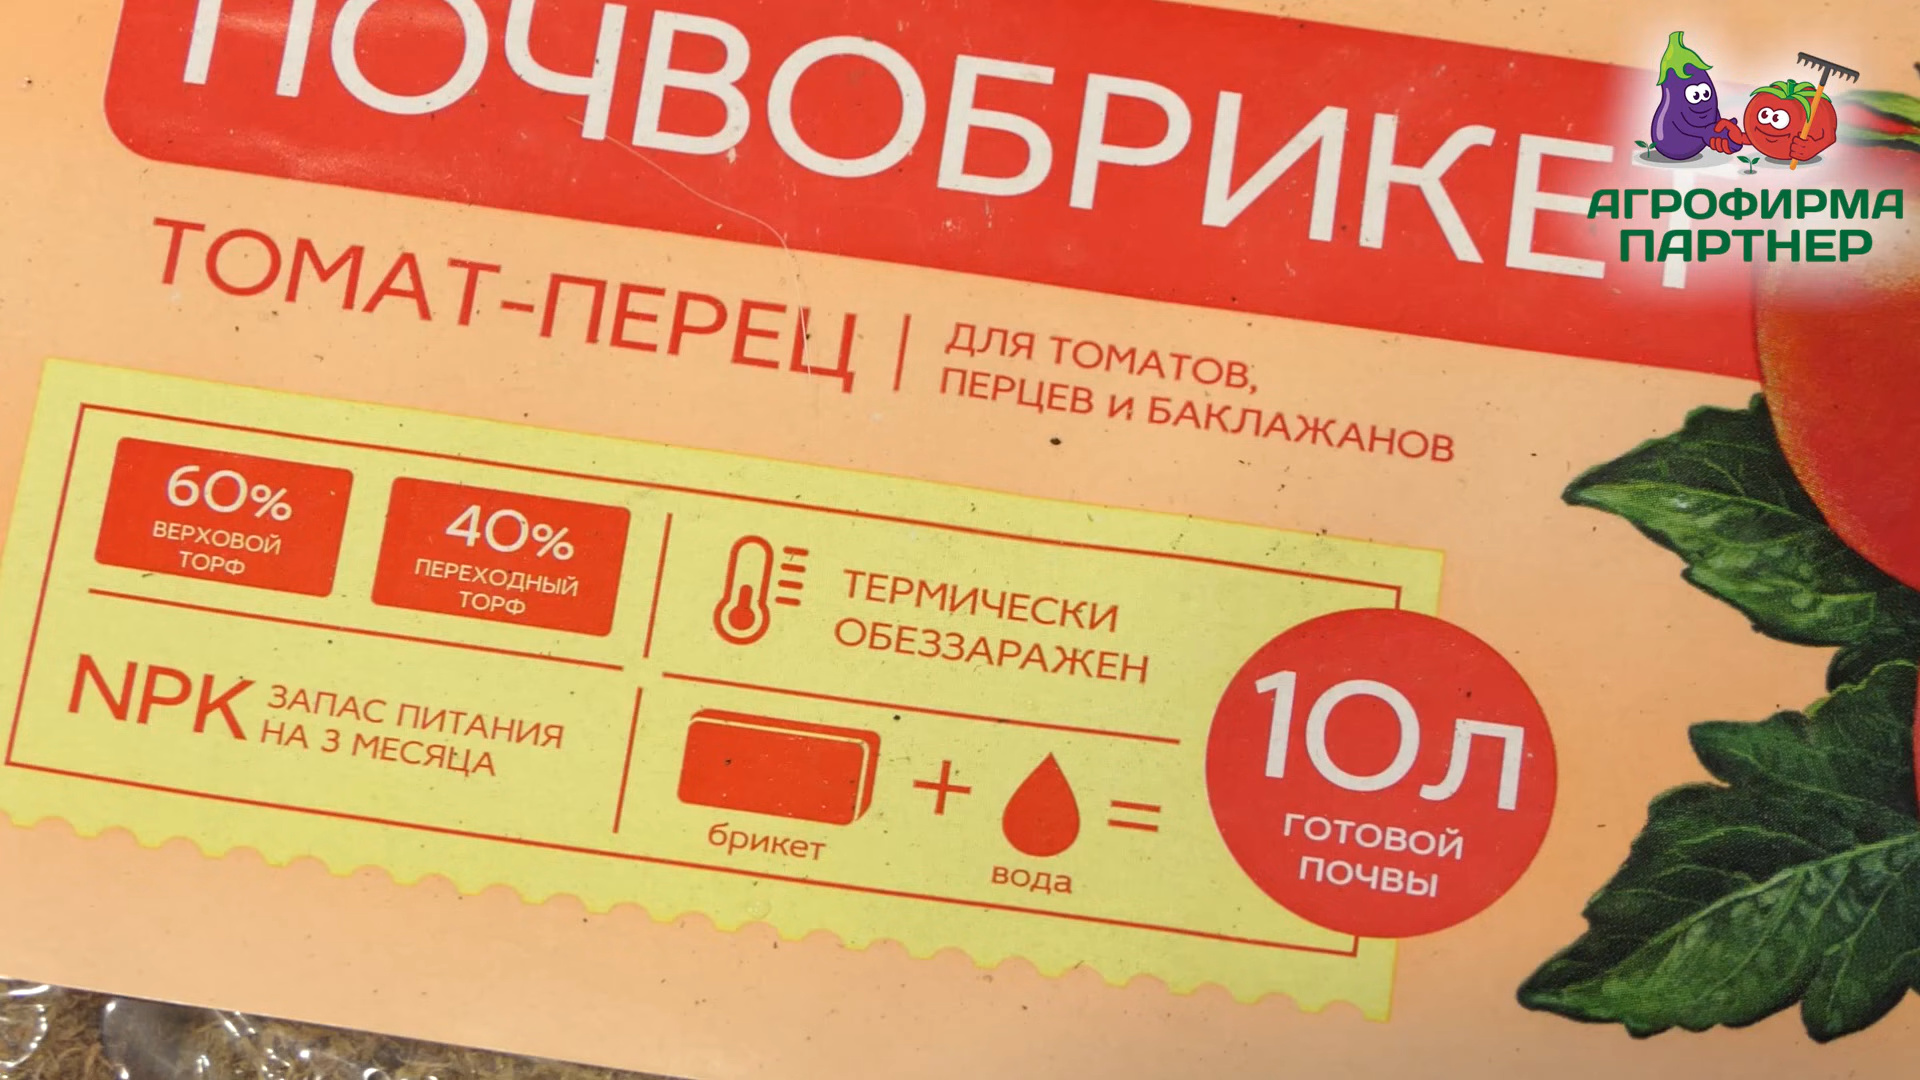 ПОЧВОБРИКЕТ
АГРОФИРМА
ПАРТНЕР
ТОМАТ-ПЕРЕЦ
ДЛЯ ТОМАТОВ,
ПЕРЦЕВ И БАКЛАЖАНОВ
60%
ВЕРХОВОЙ
ТОРФ
40%
ПЕРЕХОДНЫЙ
ТОРФ
ТЕРМИЧЕСКИ
ОБЕЗЗАРАЖЕН
NPK
ЗАПАС ПИТАНИЯ
НА 3 МЕСЯЦА
брикет
+
вода
=
10Л
ГОТОВОЙ
ПОЧВЫ